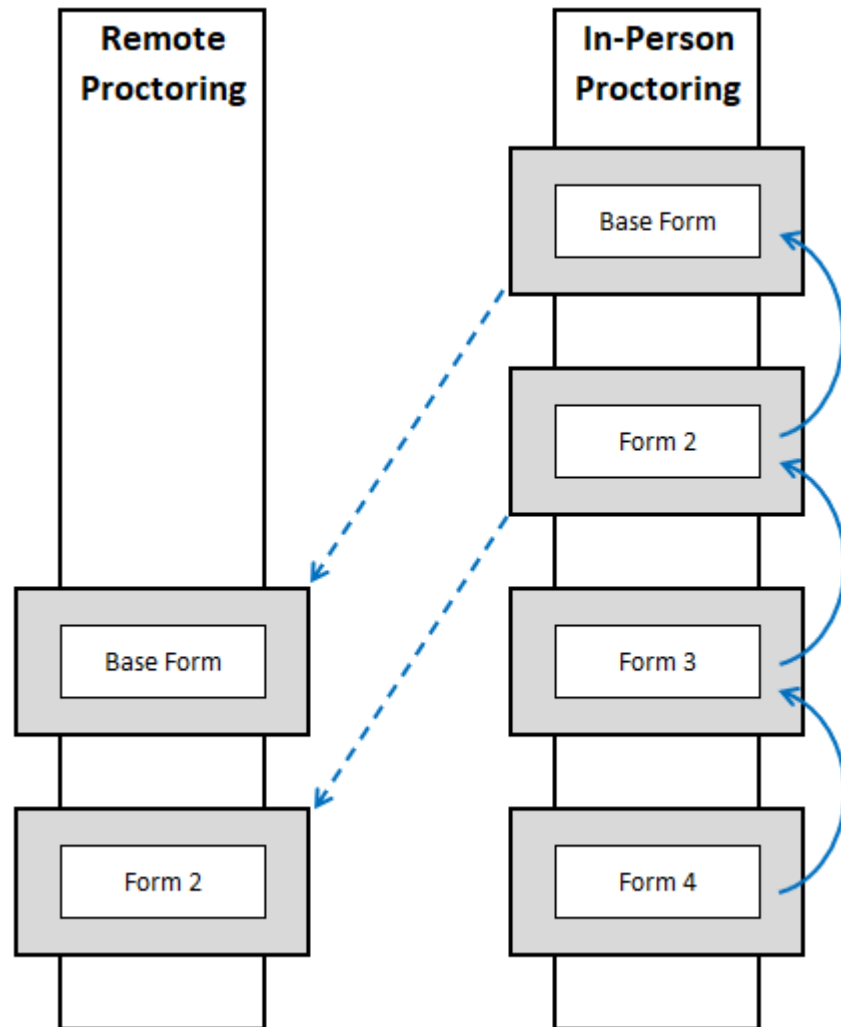 Remote
Proctoring
Base Form
Form 2
In-Person
Proctoring
Base Form
Form 2
Form 3
Form 4